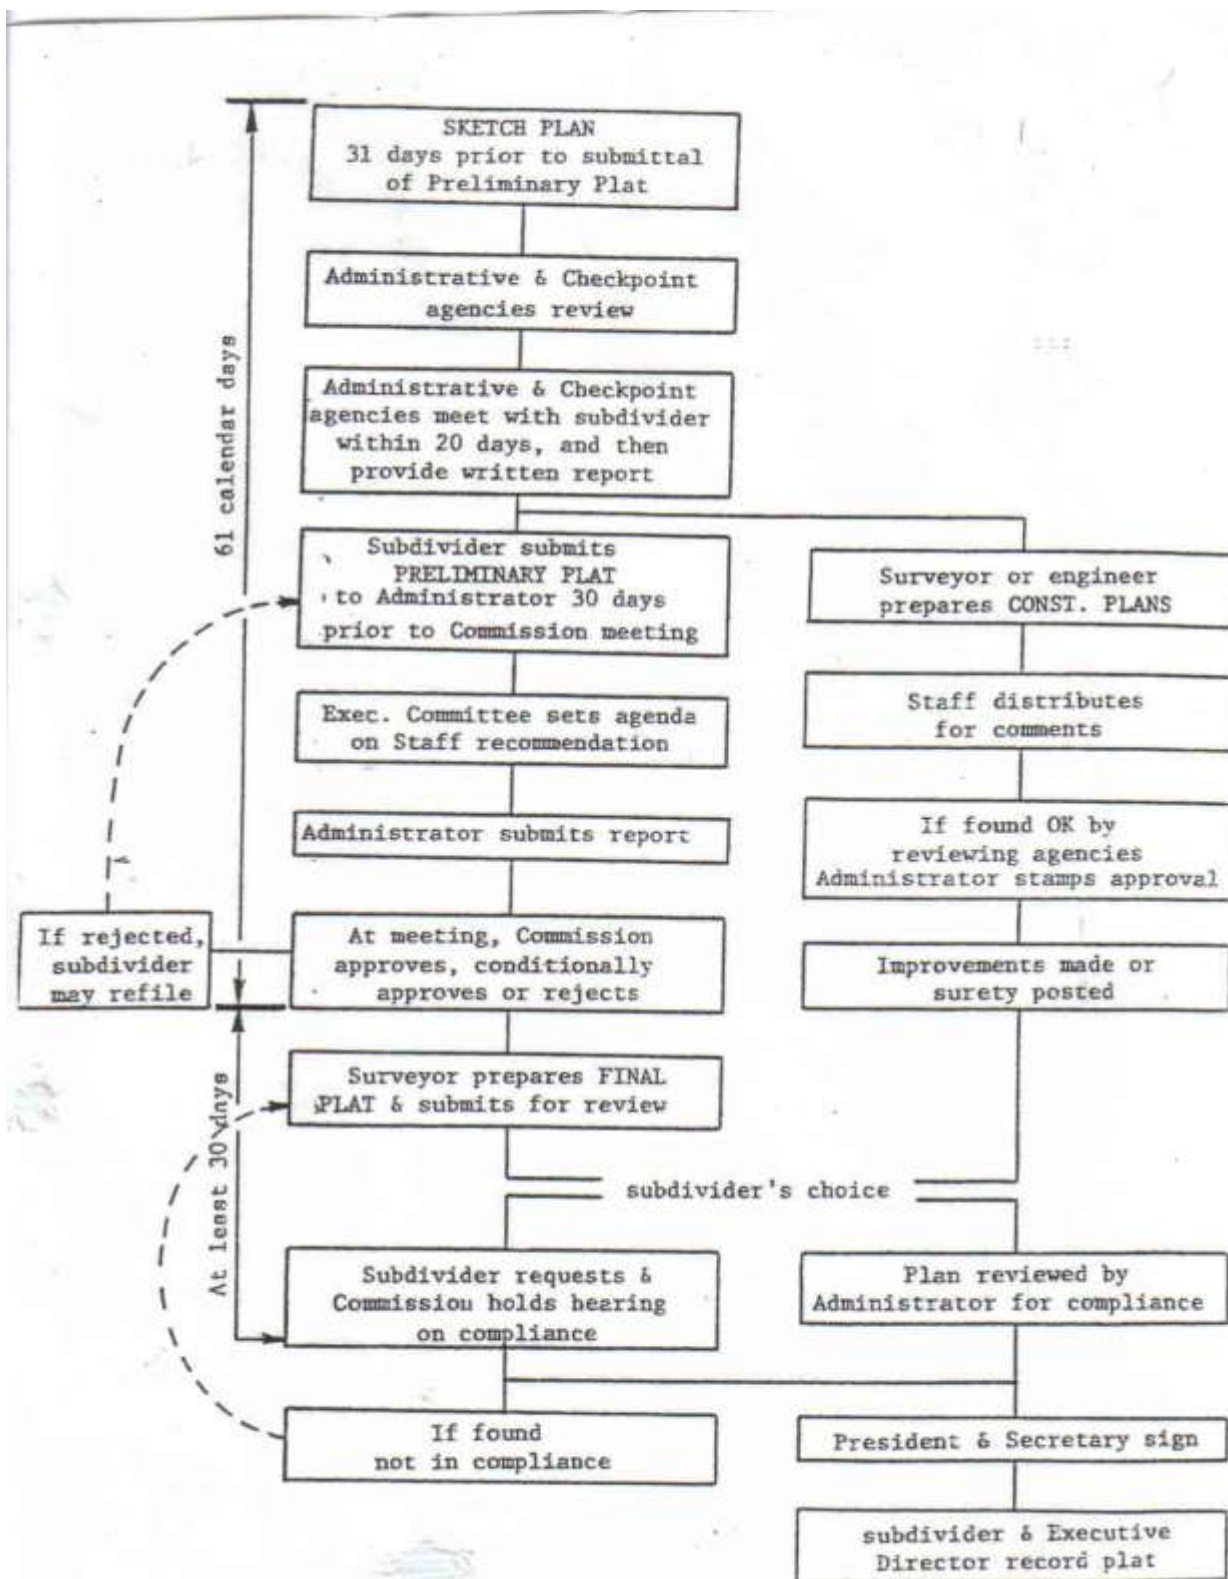 SKETCH PLAN
31 days prior to submittal
of Preliminary Plat
Administrative & Checkpoint
agencies review
61 calendar days
Administrative & Checkpoint
agencies meet with subdivider
within 20 days, and then
provide written report
Subdivider submits
PRELIMINARY PLAT
to Administrator 30 days
prior to Commission meeting
Surveyor or engineer
prepares CONST. PLANS
Exec. Committee sets agenda
on Staff recommendation
Staff distributes
for comments
Administrator submits report
If found OK by
reviewing agencies
Administrator stamps approval
If rejected,
subdivider
may refile
At meeting, Commission
approves, conditionally
approves or rejects
Improvements made or
surety posted
At least 30 days
Surveyor prepares FINAL
PLAT & submits for review
subdivider's choice
Subdivider requests &
Commission holds hearing
on compliance
Plan reviewed by
Administrator for compliance
If found
not in compliance
President & Secretary sign
subdivider & Executive
Director record plat